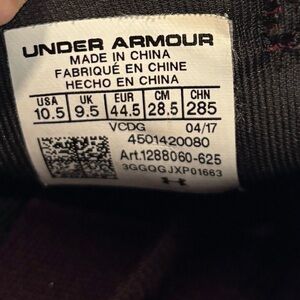 UNDER ARMOUR
MADE IN CHINA
FABRIQUÉ EN CHINE
HECHO EN CHINA
USA UK EUR CM CHN
10.5 9.5 44.5 28.5 285
VCDG 04/17
4501420080
Art.1288060-625
3GGQGJXP01663